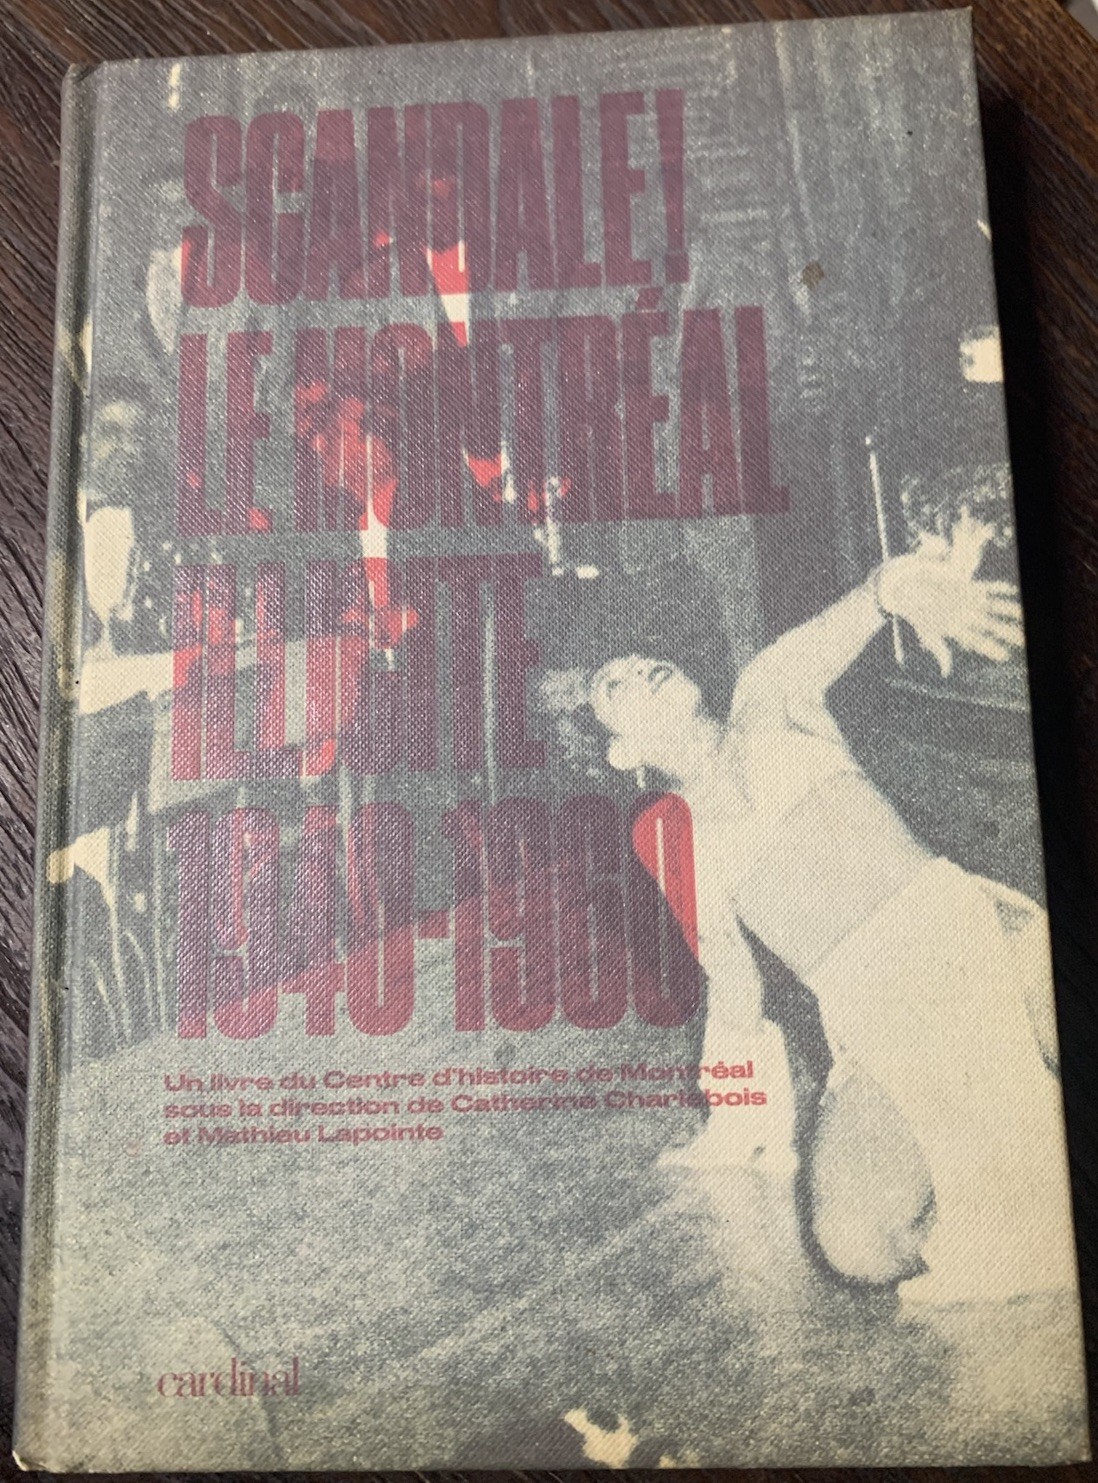 SCANDALE!
LE MONTRÉAL
ILLICITE
1940-1960
Un livre du Centre d'histoire de Montréal
sous la direction de Catherine Charlebois
et Mathieu Lapointe
cardinal